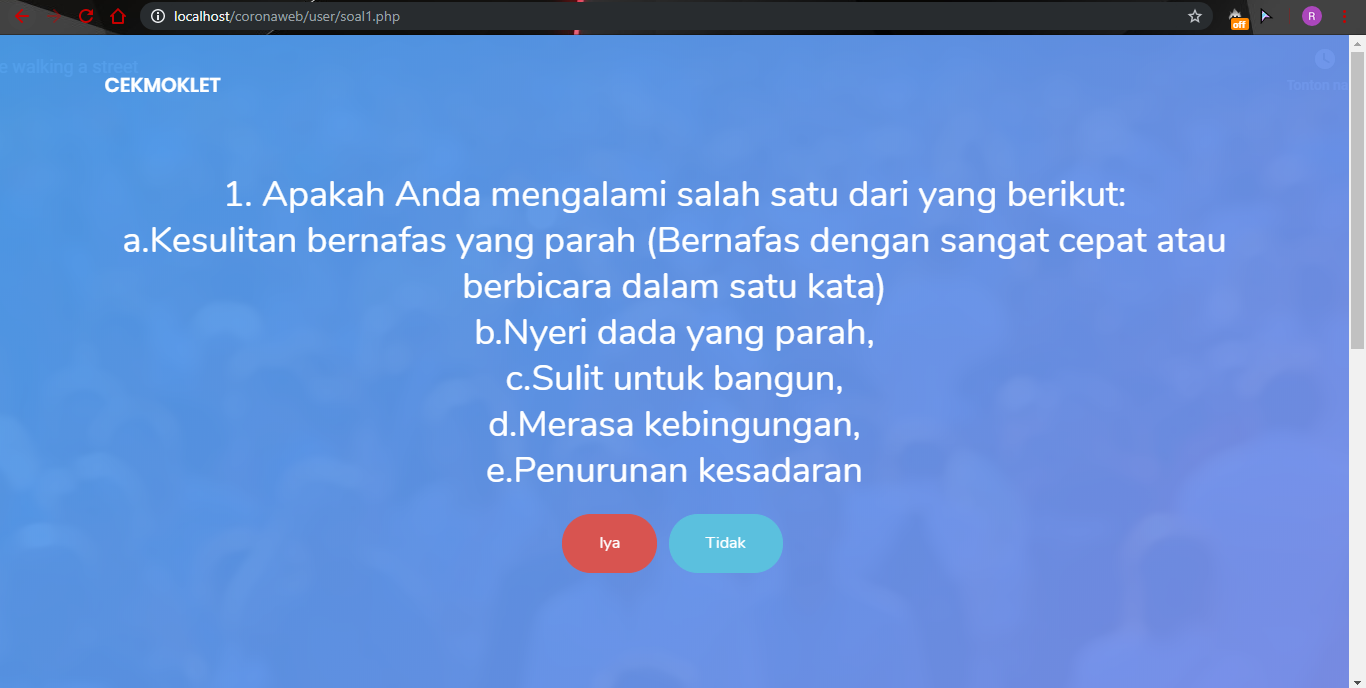 localhost/coronaweb/user/soal1.php
off
R
e walking a street
CEKMOKLET
Tonton na
1. Apakah Anda mengalami salah satu dari yang berikut:
a.Kesulitan bernafas yang parah (Bernafas dengan sangat cepat atau
berbicara dalam satu kata)
b.Nyeri dada yang parah,
c.Sulit untuk bangun,
d.Merasa kebingungan,
e.Penurunan kesadaran
Iya
Tidak